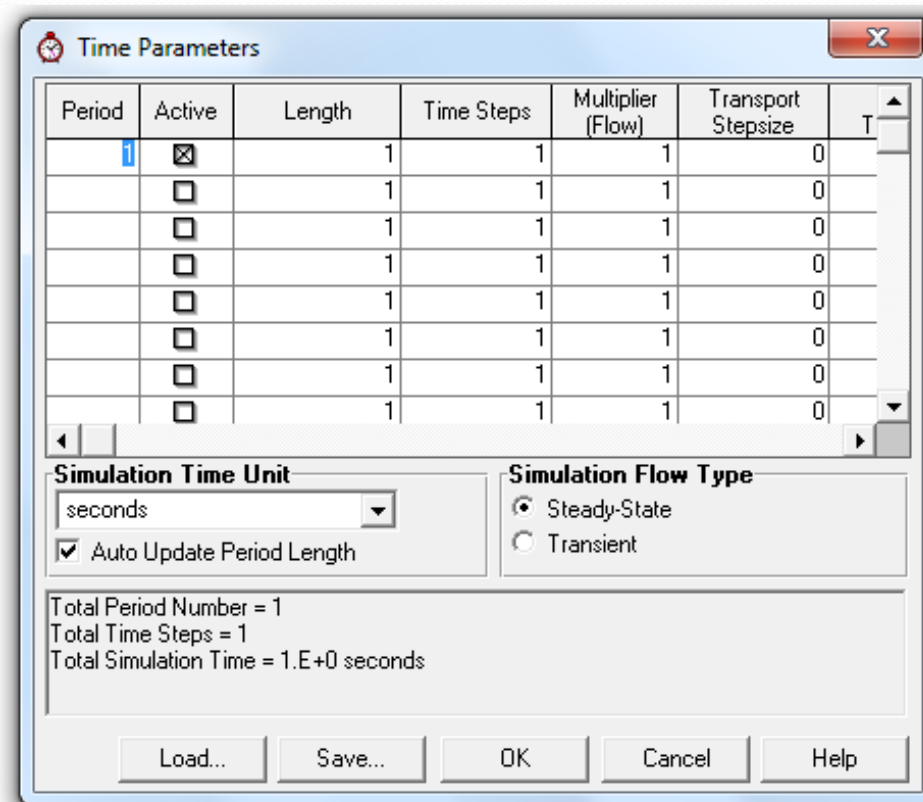 Time Parameters
Period Active Length Time Steps Multiplier (Flow) Transport Stepsize T
1 1 1 1 0
1 1 1 0
1 1 1 0
1 1 1 0
1 1 1 0
1 1 1 0
1 1 1 0
1 1 1 0
Simulation Time Unit
seconds
Auto Update Period Length
Simulation Flow Type
Steady-State
Transient
Total Period Number = 1
Total Time Steps = 1
Total Simulation Time = 1.E+0 seconds
Load... Save... OK Cancel Help